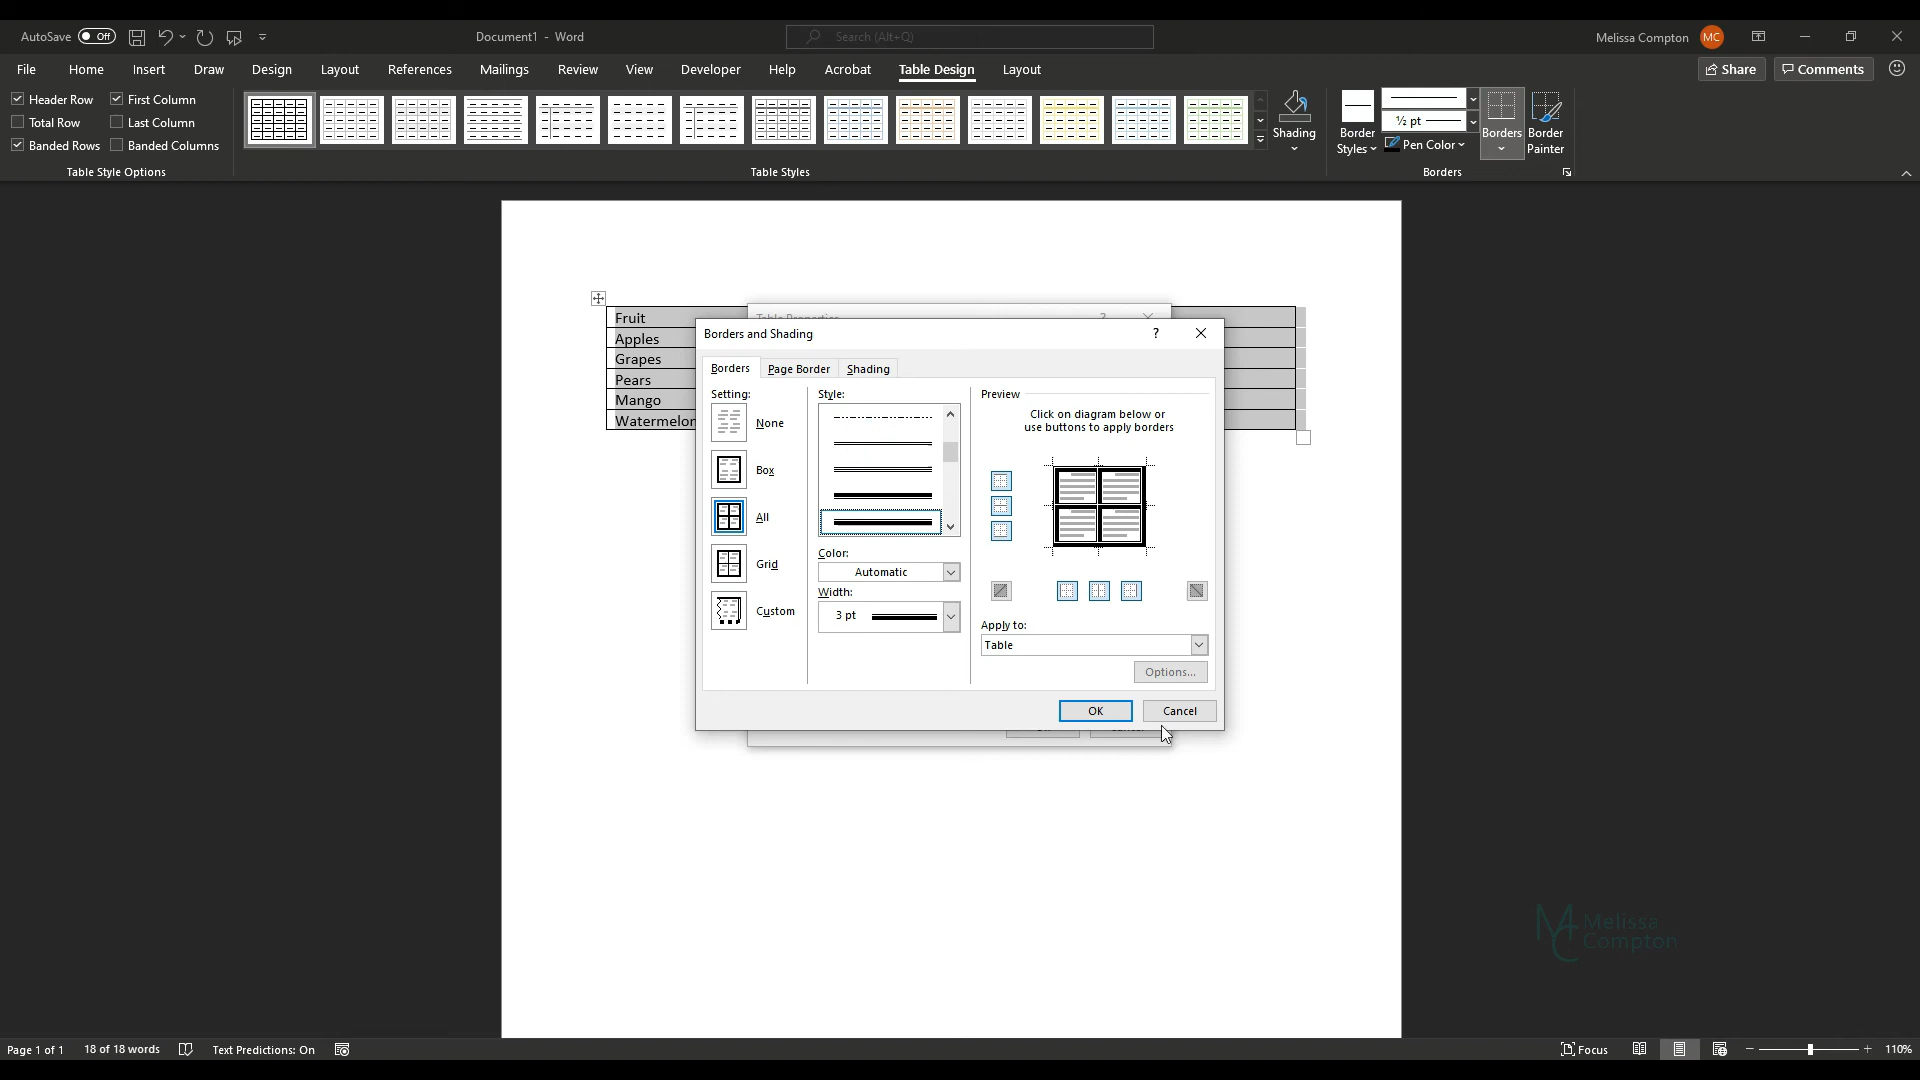 AutoSave Off
Document1 - Word
Search (Alt+Q)
Melissa Compton MC
File Home Insert Draw Design Layout References Mailings Review View Developer Help Acrobat Table Design Layout
Share Comments
Header Row First Column
Total Row Last Column
Banded Rows Banded Columns
Table Style Options
Table Styles
Shading
Border
Styles
½ pt
Pen Color
Borders
Border
Painter
Borders
Fruit
Apples
Grapes
Pears
Mango
Watermelon
Table Properties ?
Borders and Shading ?
Borders Page Border Shading
Setting:
None
Box
All
Grid
Custom
Style:
Color:
Automatic
Width:
3 pt
Preview
Click on diagram below or
use buttons to apply borders
Apply to:
Table
Options...
OK Cancel
MC Melissa
Compton
Page 1 of 1 18 of 18 words Text Predictions: On
Focus 110%